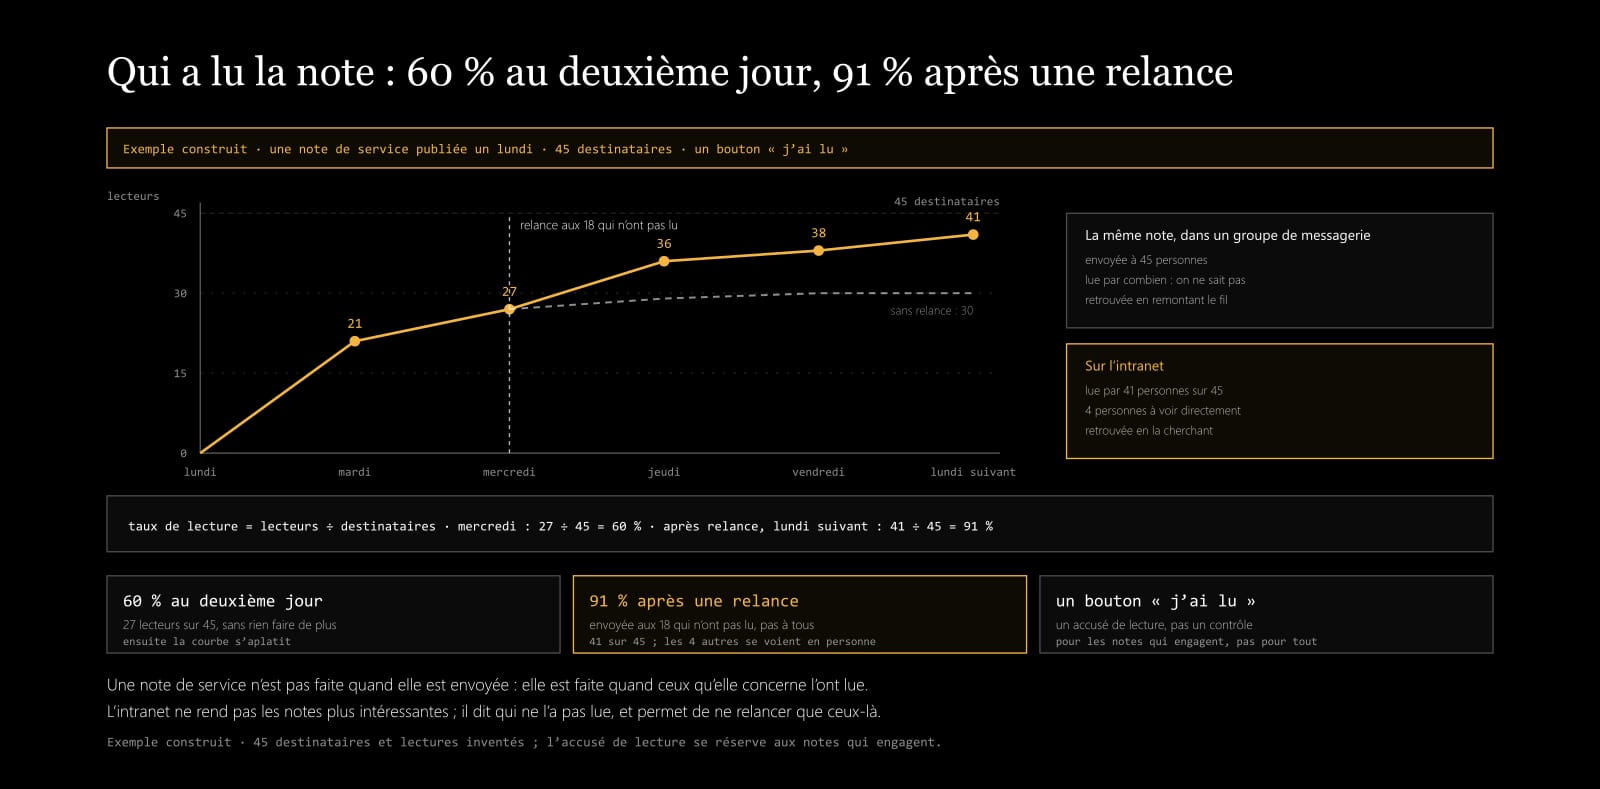 Qui a lu la note : 60 % au deuxième jour, 91 % après une relance
Exemple construit · une note de service publiée un lundi · 45 destinataires · un bouton « j’ai lu »
lecteurs
45 destinataires
45
30
15
0
relance aux 18 qui n’ont pas lu
21
27
36
38
41
sans relance : 30
lundi
mardi
mercredi
jeudi
vendredi
lundi suivant
La même note, dans un groupe de messagerie
envoyée à 45 personnes
lue par combien : on ne sait pas
retrouvée en remontant le fil
Sur l’intranet
lue par 41 personnes sur 45
4 personnes à voir directement
retrouvée en la cherchant
taux de lecture = lecteurs ÷ destinataires · mercredi : 27 ÷ 45 = 60 % · après relance, lundi suivant : 41 ÷ 45 = 91 %
60 % au deuxième jour
27 lecteurs sur 45, sans rien faire de plus
ensuite la courbe s’aplatit
91 % après une relance
envoyée aux 18 qui n’ont pas lu, pas à tous
41 sur 45 ; les 4 autres se voient en personne
un bouton « j’ai lu »
un accusé de lecture, pas un contrôle
pour les notes qui engagent, pas pour tout
Une note de service n’est pas faite quand elle est envoyée : elle est faite quand ceux qu’elle concerne l’ont lue.
L’intranet ne rend pas les notes plus intéressantes ; il dit qui ne l’a pas lue, et permet de ne relancer que ceux-là.
Exemple construit · 45 destinataires et lectures inventés ; l’accusé de lecture se réserve aux notes qui engagent.